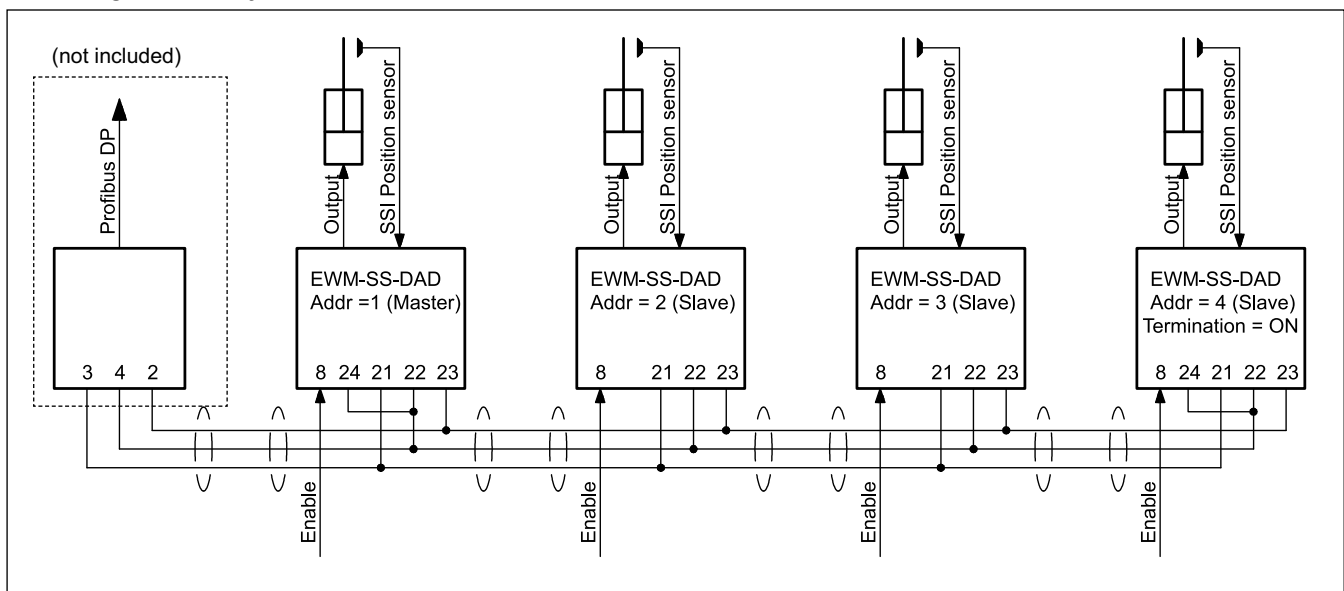 (not included)
Profibus DP
3 4 2
Output
SSI Position sensor
EWM-SS-DAD
Addr =1 (Master)
8 24 21 22 23
Enable
Output
SSI Position sensor
EWM-SS-DAD
Addr = 2 (Slave)
8 21 22 23
Enable
Output
SSI Position sensor
EWM-SS-DAD
Addr = 3 (Slave)
8 21 22 23
Enable
Output
SSI Position sensor
EWM-SS-DAD
Addr = 4 (Slave)
Termination = ON
8 24 21 22 23
Enable